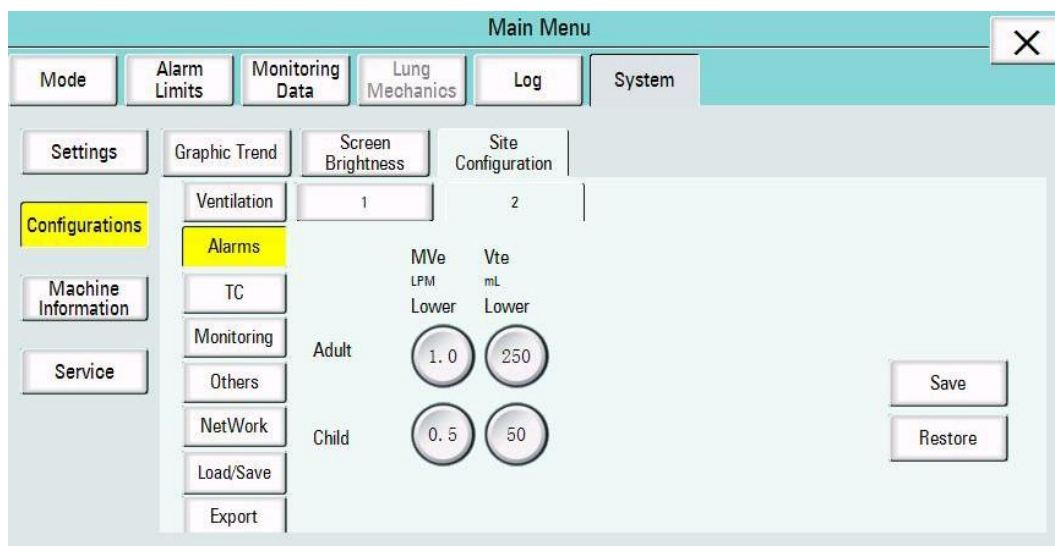 Main Menu
Mode
Alarm
Limits
Monitoring
Data
Lung
Mechanics
Log
System
Settings
Configurations
Machine
Information
Service
Graphic Trend
Screen
Brightness
Site
Configuration
Ventilation
Alarms
TC
Monitoring
Others
NetWork
Load/Save
Export
1
2
MVe Vte
LPM mL
Lower Lower
Adult 1.0 250
Child 0.5 50
Save
Restore